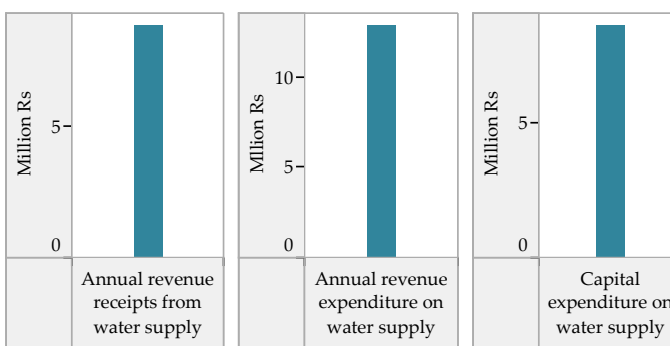 Million Rs
5
0
Annual revenue
receipts from
water supply
Mllion Rs
10
5
0
Annual revenue
expenditure on
water supply
Million Rs
5
0
Capital
expenditure on
water supply